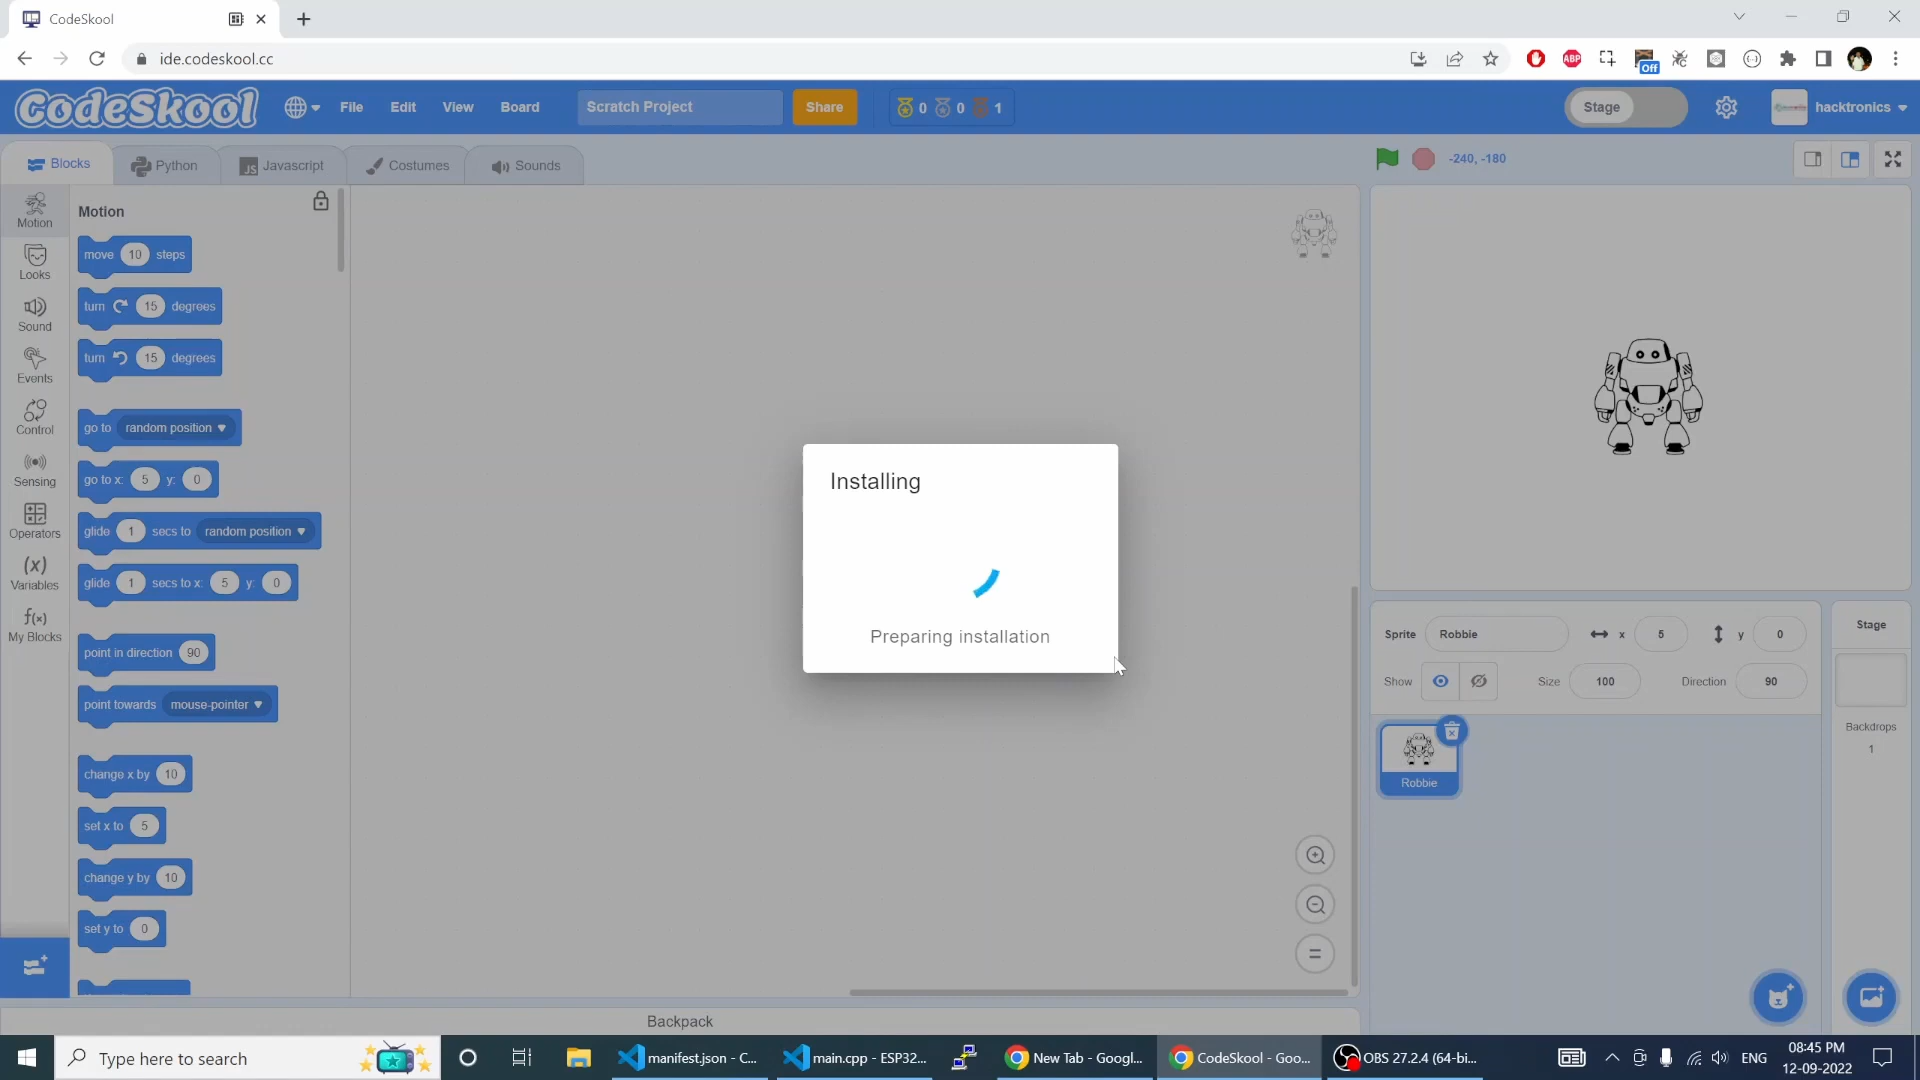 CodeSkool
ide.codeskool.cc
ABP
Off
CodeSkool
File
Edit
View
Board
Scratch Project
Share
0
0
1
Stage
hacktronics
Blocks
Python
JS
Javascript
Costumes
Sounds
-240, -180
Motion
Looks
Sound
Events
Control
Sensing
Operators
(x)
Variables
f(x)
My Blocks
Motion
move 10 steps
turn 15 degrees
turn 15 degrees
go to random position
go to x: 5 y: 0
glide 1 secs to random position
glide 1 secs to x: 5 y: 0
point in direction 90
point towards mouse-pointer
change x by 10
set x to 5
change y by 10
set y to 0
Installing
Preparing installation
Backpack
Sprite
Robbie
x
5
y
0
Show
Size
100
Direction
90
Robbie
Stage
Backdrops
1
Type here to search
manifest.json - C...
main.cpp - ESP32...
New Tab - Googl...
CodeSkool - Goo...
OBS 27.2.4 (64-bi...
ENG
08:45 PM
12-09-2022